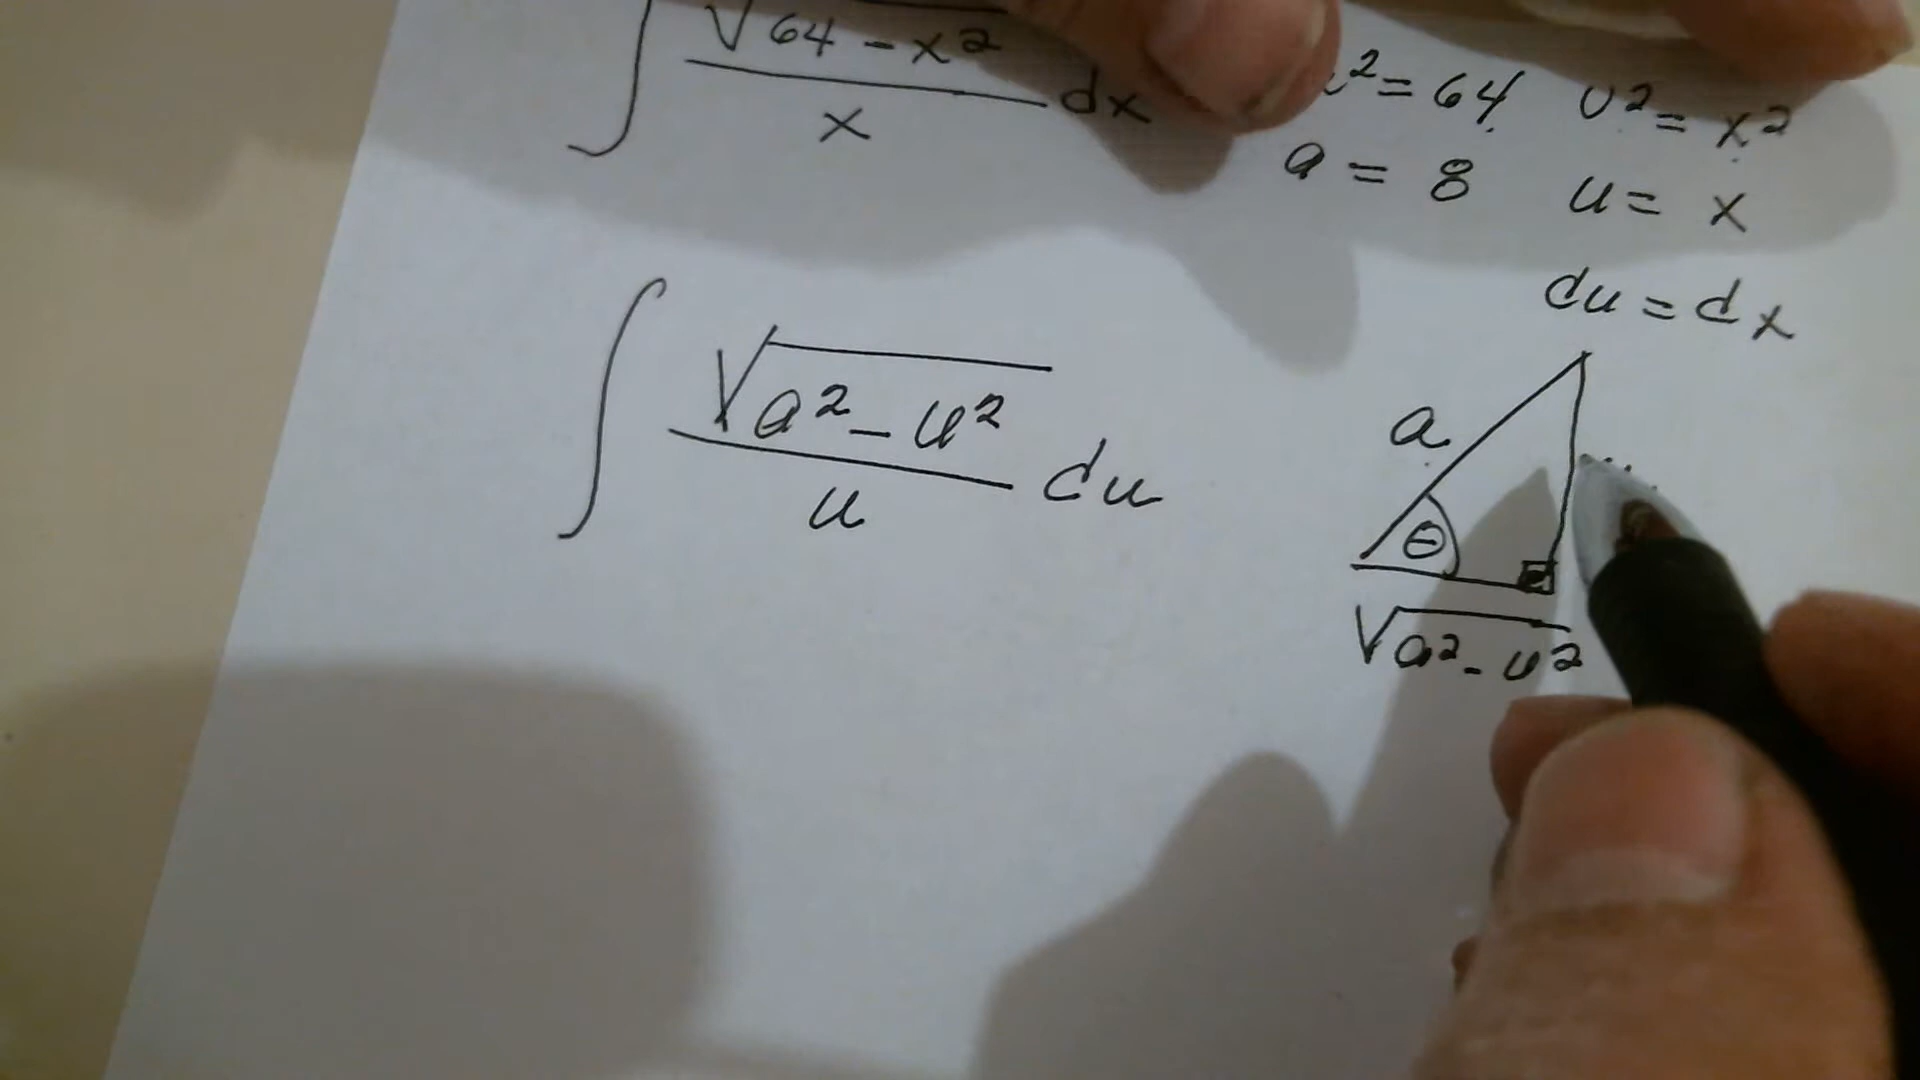 ∫ √64 - x² / x dx
² = 64 u² = x²
a = 8 u = x
du = dx
∫ √a² - u² / u du
a
θ
√a² - u²